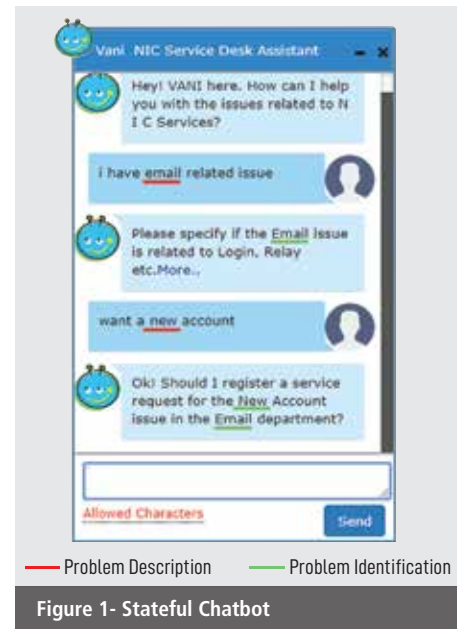 Vani NIC Service Desk Assistant - x
Hey! VANI here. How can I help
you with the issues related to N
I C Services?
i have email related issue
Please specify if the Email issue
is related to Login, Relay
etc.More..
want a new account
Ok! Should I register a service
request for the New Account
issue in the Email department?
Allowed Characters
Send
Problem Description
Problem Identification
Figure 1- Stateful Chatbot